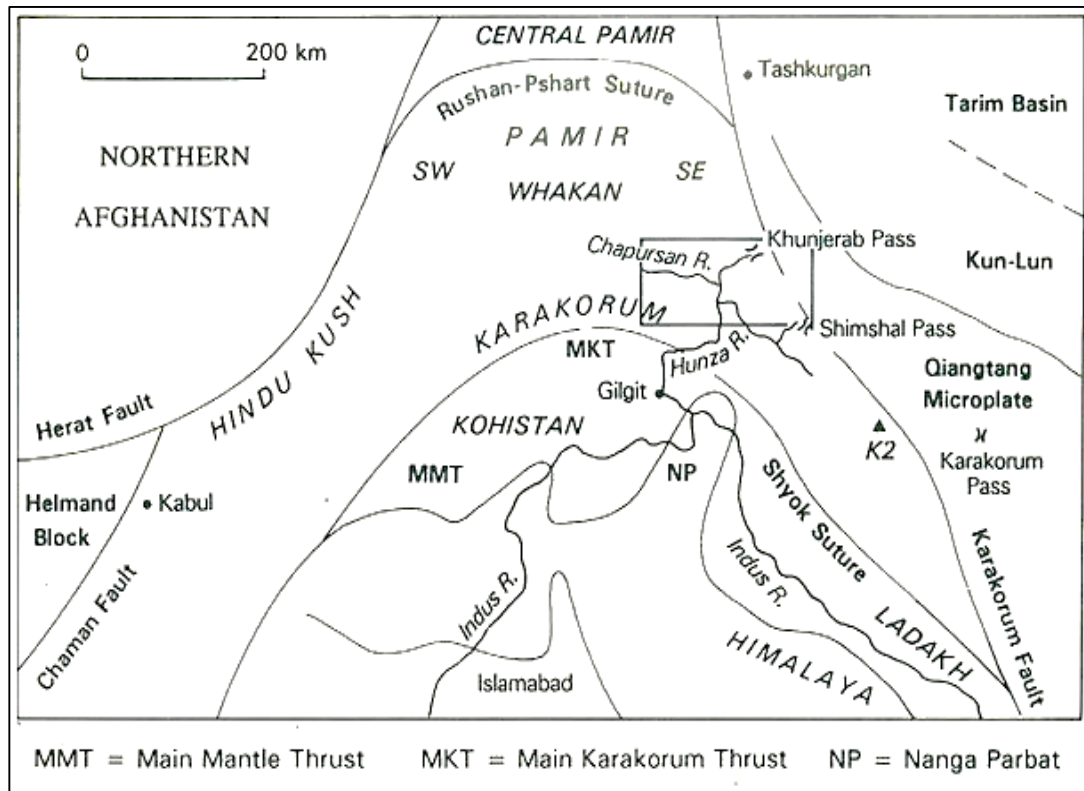 0 200 km
CENTRAL PAMIR
Tashkurgan
Rushan-Pshart Suture
Tarim Basin
NORTHERN
AFGHANISTAN
PAMIR
SW
SE
WHAKAN
Khunjerab Pass
Chapursan R.
Kun-Lun
KARAKORUM
Shimshal Pass
MKT
Hunza R.
HINDU KUSH
Qiangtang
Microplate
Gilgit
Herat Fault
KOHISTAN
K2
Karakorum
Pass
MMT
NP
Helmand
Block
Kabul
Shyok Suture
Indus R.
Indus R.
Karakorum Fault
Chaman Fault
LADAKH
HIMALAYA
Islamabad
MMT = Main Mantle Thrust MKT = Main Karakorum Thrust NP = Nanga Parbat